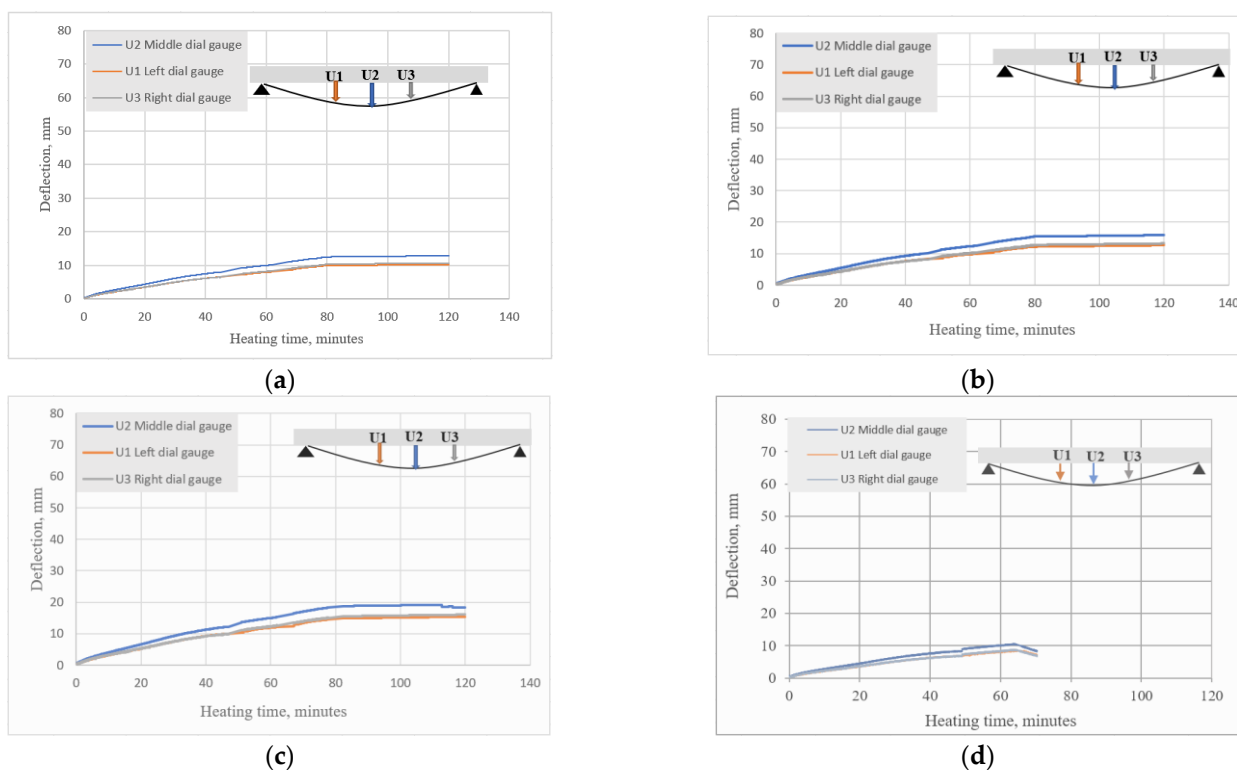 80
70
60
50
40
30
20
10
0
Deflection, mm
U2 Middle dial gauge
U1 Left dial gauge
U3 Right dial gauge
U1 U2 U3
0 20 40 60 80 100 120 140
Heating time, minutes
(a)
80
70
60
50
40
30
20
10
0
Deflection, mm
U2 Middle dial gauge
U1 Left dial gauge
U3 Right dial gauge
U1 U2 U3
0 20 40 60 80 100 120 140
Heating time, minutes
(b)
80
70
60
50
40
30
20
10
0
Deflection, mm
U2 Middle dial gauge
U1 Left dial gauge
U3 Right dial gauge
U1 U2 U3
0 20 40 60 80 100 120 140
Heating time, minutes
(c)
80
70
60
50
40
30
20
10
0
Deflection, mm
U2 Middle dial gauge
U1 Left dial gauge
U3 Right dial gauge
U1 U2 U3
0 20 40 60 80 100 120
Heating time, minutes
(d)